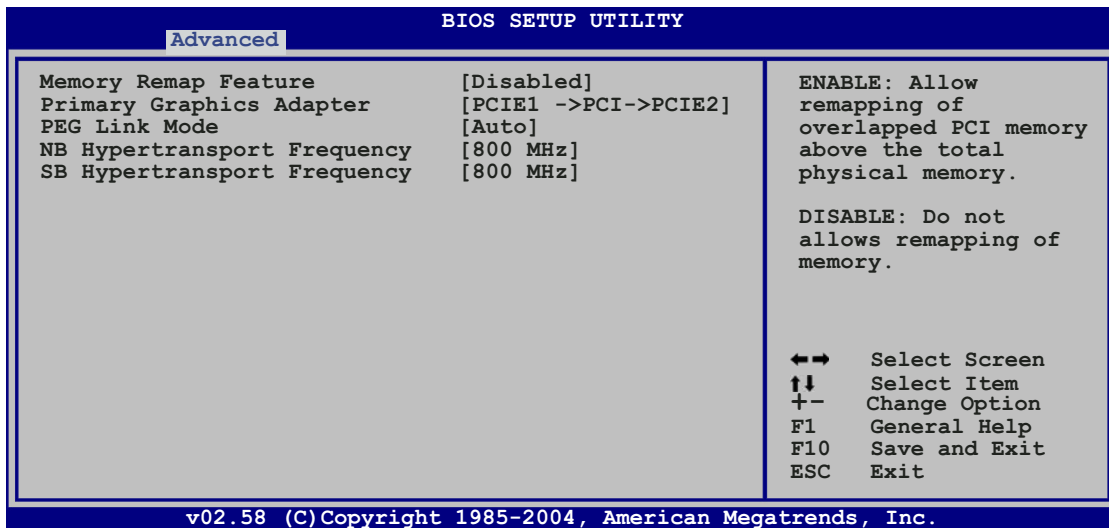 BIOS SETUP UTILITY
Advanced
Memory Remap Feature [Disabled]
Primary Graphics Adapter [PCIE1 ->PCI->PCIE2]
PEG Link Mode [Auto]
NB Hypertransport Frequency [800 MHz]
SB Hypertransport Frequency [800 MHz]
ENABLE: Allow
remapping of
overlapped PCI memory
above the total
physical memory.
DISABLE: Do not
allows remapping of
memory.
←→ Select Screen
↑↓ Select Item
+- Change Option
F1 General Help
F10 Save and Exit
ESC Exit
v02.58 (C)Copyright 1985-2004, American Megatrends, Inc.